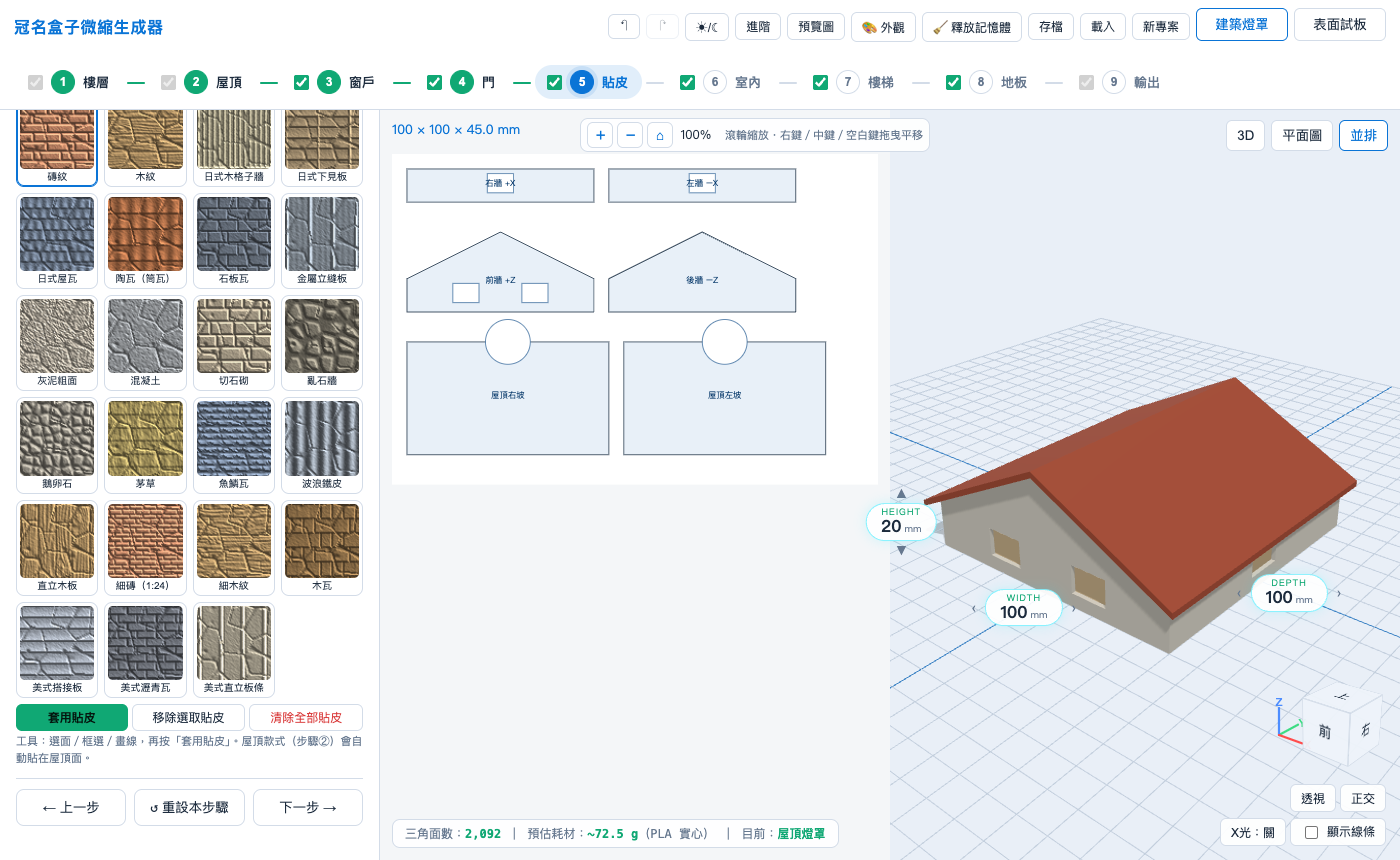 冠名盒子微縮生成器
☀/☾ 進階 預覽圖 🎨 外觀 🧹 釋放記憶體 存檔 載入 新專案 建築燈罩 表面試板
1 樓層 2 屋頂 3 窗戶 4 門 5 貼皮 6 室內 7 樓梯 8 地板 9 輸出
磚紋 木紋 日式木格子牆 日式下見板
日式屋瓦 陶瓦（筒瓦） 石板瓦 金屬立縫板
灰泥粗面 混凝土 切石砌 亂石牆
鵝卵石 茅草 魚鱗瓦 波浪鐵皮
直立木板 細磚（1:24） 細木紋 木瓦
美式搭接板 美式瀝青瓦 美式直立板條
套用貼皮 移除選取貼皮 清除全部貼皮
工具：選面 / 框選 / 畫線，再按「套用貼皮」。屋頂款式（步驟②）會自
動貼在屋頂面。
← 上一步 ↺ 重設本步驟 下一步 →
100 × 100 × 45.0 mm
+ − ⌂ 100% 滾輪縮放 · 右鍵 / 中鍵 / 空白鍵拖曳平移
右牆 +X 左牆 −X
前牆 +Z 後牆 −Z
屋頂右坡 屋頂左坡
三角面數：2,092 | 預估耗材：~72.5 g (PLA 實心) | 目前：屋頂燈罩
3D 平面圖 並排
HEIGHT
20 mm
WIDTH
100 mm
DEPTH
100 mm
Z
上
前 右
透視 正交
X光：關 顯示線條